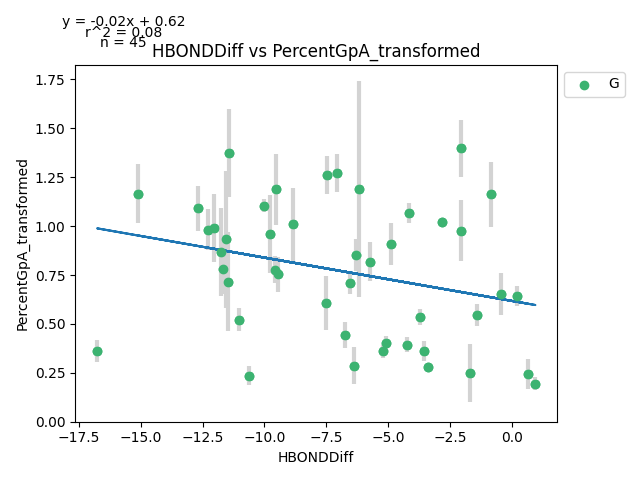 y = -0.02x + 0.62
r^2 = 0.08
n = 45
HBONDDiff vs PercentGpA_transformed
G
PercentGpA_transformed
1.75
1.50
1.25
1.00
0.75
0.50
0.25
0.00
−17.5 −15.0 −12.5 −10.0 −7.5 −5.0 −2.5 0.0
HBONDDiff